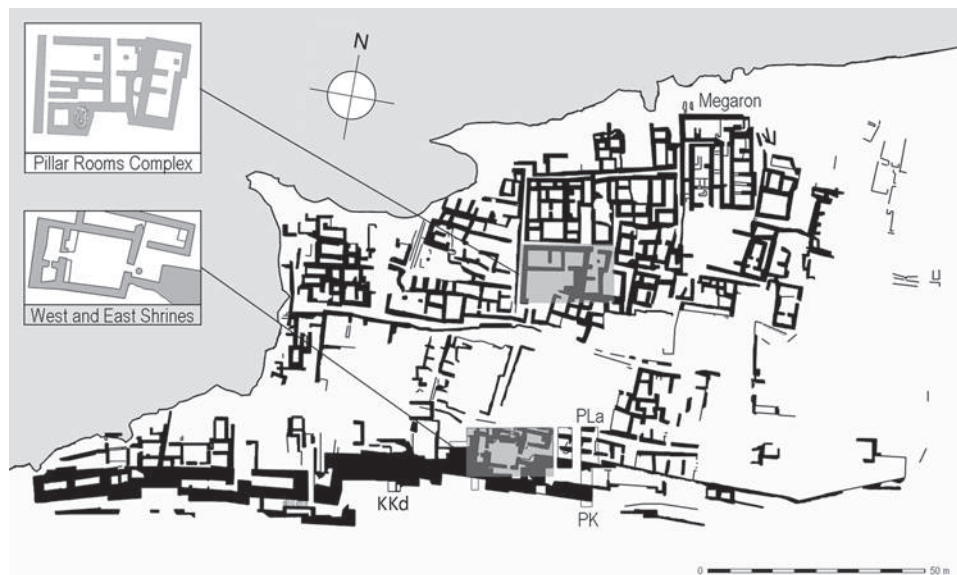 N
Megaron
Pillar Rooms Complex
West and East Shrines
PLa
KKd
PK
0 50 m